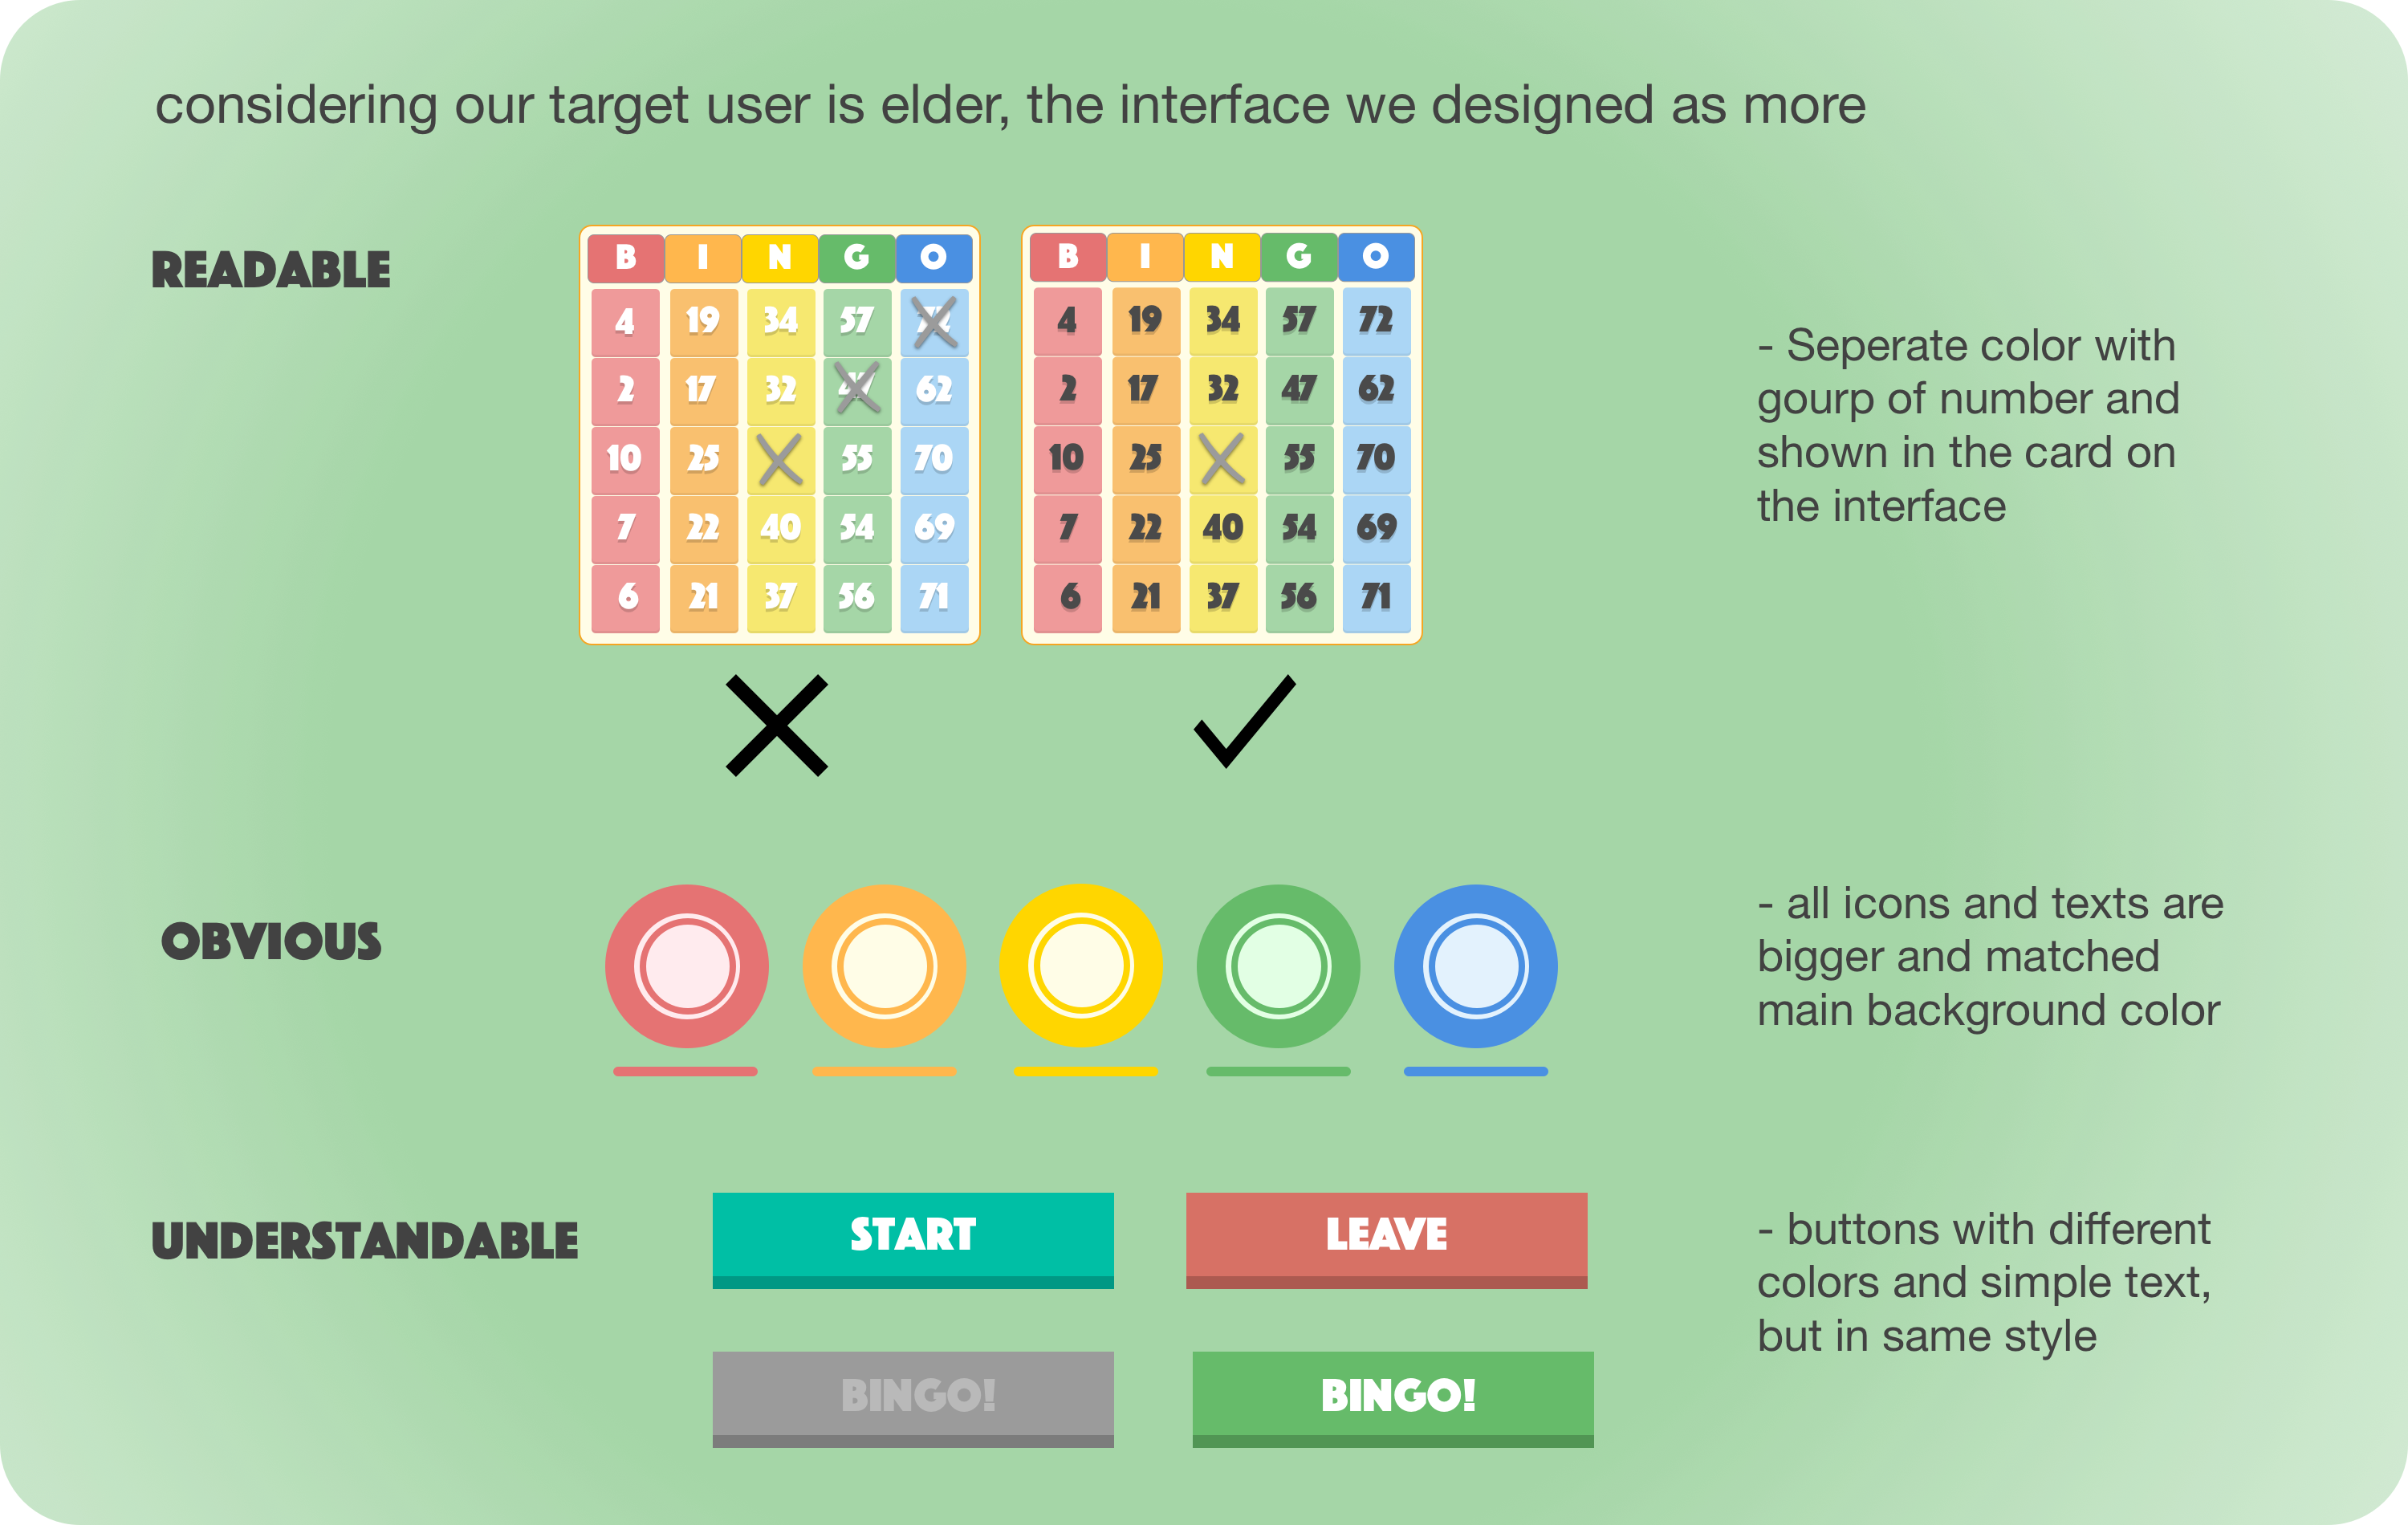 considering our target user is elder, the interface we designed as more
READABLE
B I N G O
4 19 34 57
2 17 32 62
10 25 55 70
7 22 40 54 69
6 21 37 56 71
B I N G O
4 19 34 57 72
2 17 32 47 62
10 25 55 70
7 22 40 54 69
6 21 37 56 71
- Seperate color with
gourp of number and
shown in the card on
the interface
OBVIOUS
- all icons and texts are
bigger and matched
main background color
UNDERSTANDABLE
START
LEAVE
BINGO!
BINGO!
- buttons with different
colors and simple text,
but in same style